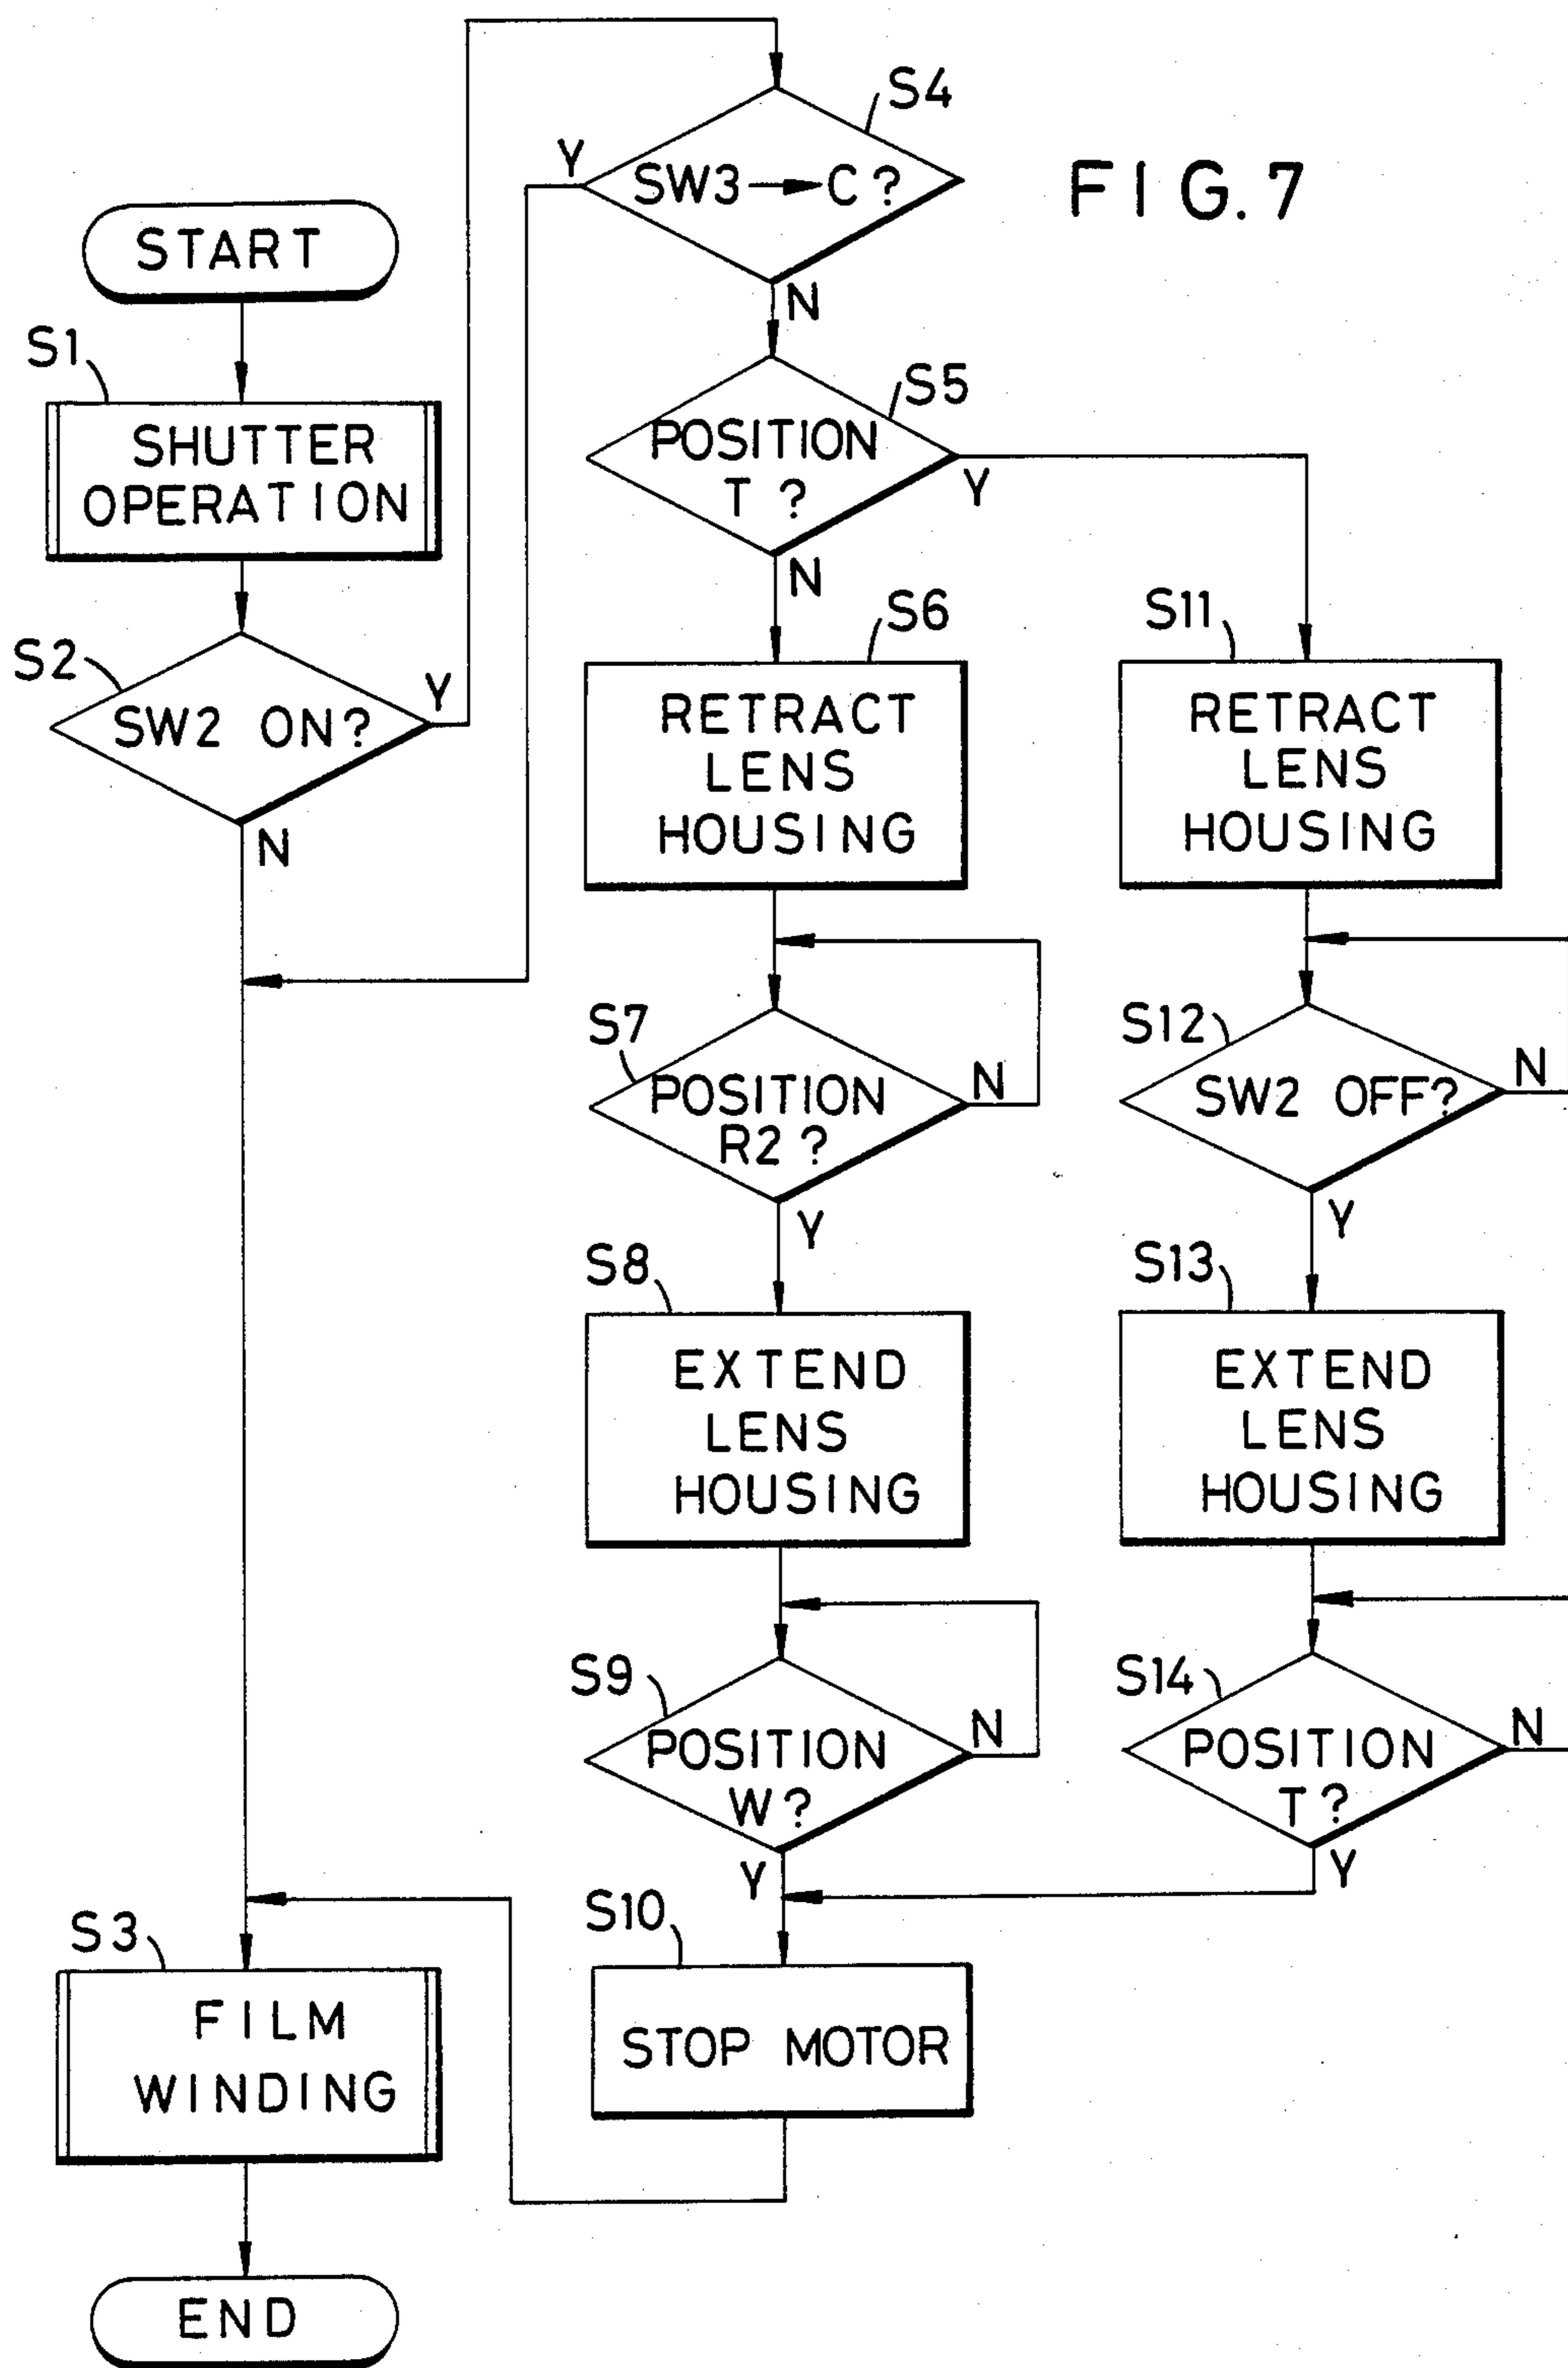 FIG. 7
START
S1
SHUTTER
OPERATION
S2
SW2 ON?
Y
N
S3
FILM
WINDING
END
S4
SW3 → C ?
Y
N
S5
POSITION
T ?
Y
N
S6
RETRACT
LENS
HOUSING
S7
POSITION
R2 ?
N
Y
S8
EXTEND
LENS
HOUSING
S9
POSITION
W ?
N
Y
S10
STOP MOTOR
S11
RETRACT
LENS
HOUSING
S12
SW2 OFF?
N
Y
S13
EXTEND
LENS
HOUSING
S14
POSITION
T ?
N
Y